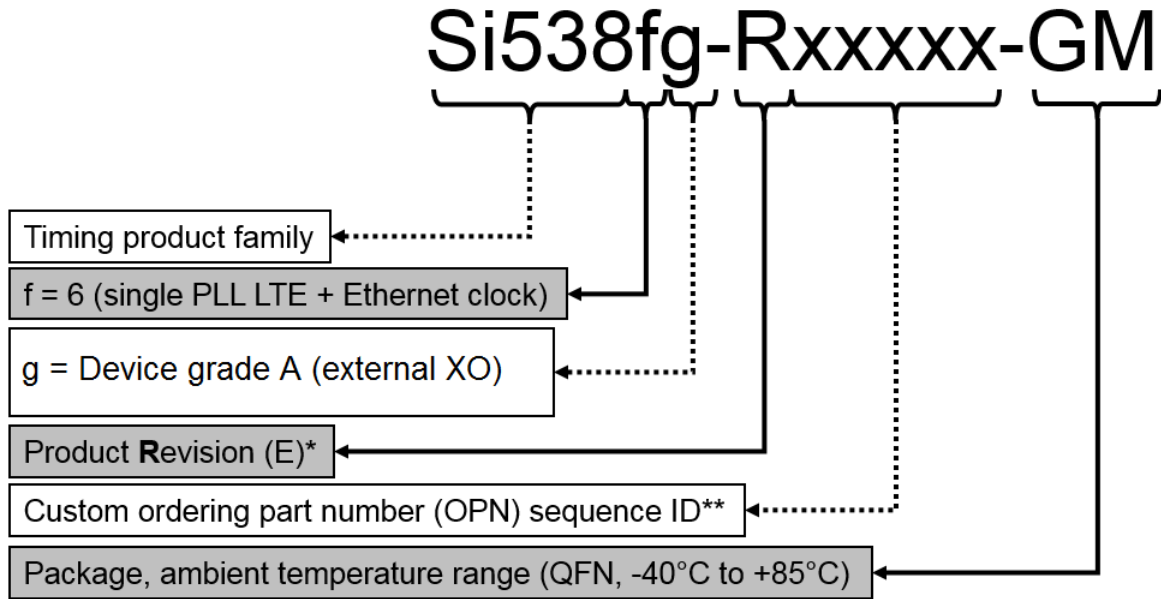 Si538fg-Rxxxxx-GM
Timing product family
f = 6 (single PLL LTE + Ethernet clock)
g = Device grade A (external XO)
Product Revision (E)*
Custom ordering part number (OPN) sequence ID**
Package, ambient temperature range (QFN, -40°C to +85°C)